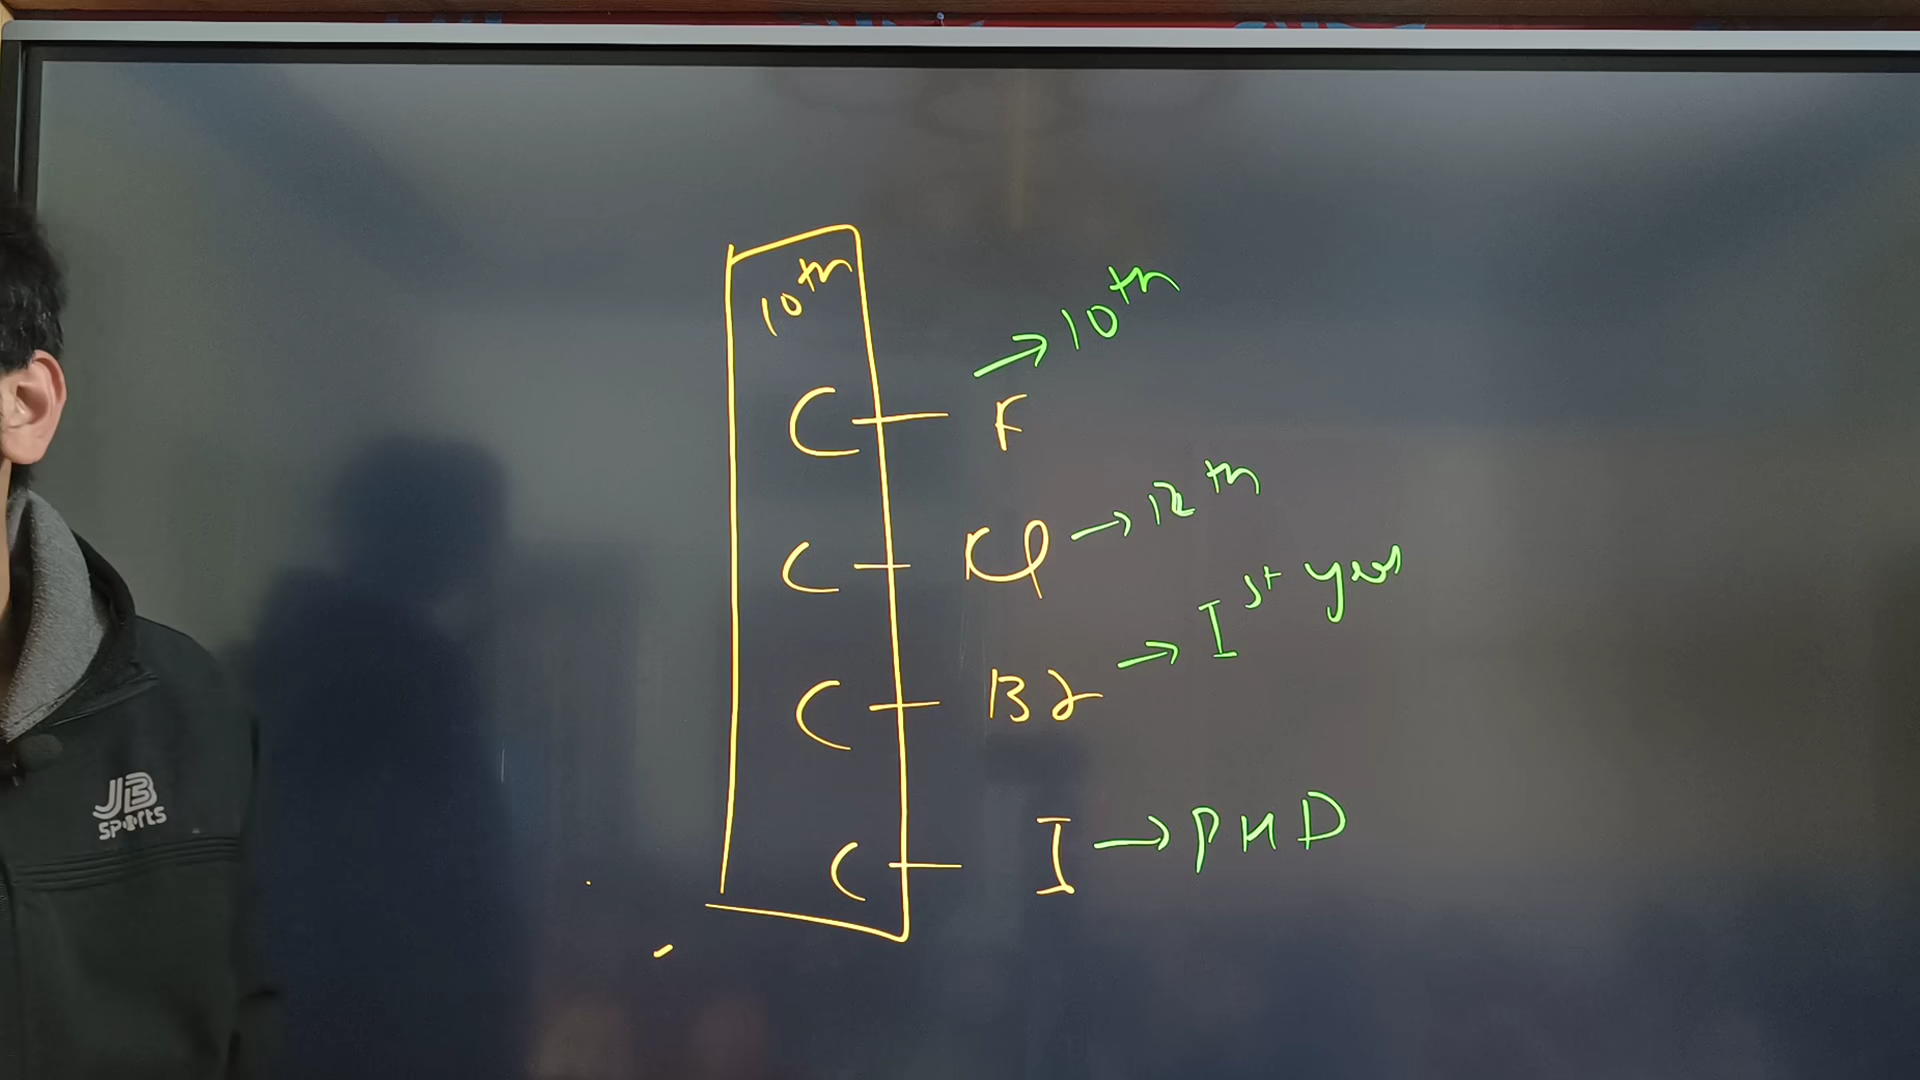 10th
→ 10th
C – F
C – Cl → 12th
C – Br → Ist year
C – I → PHD
JB
SPORTS